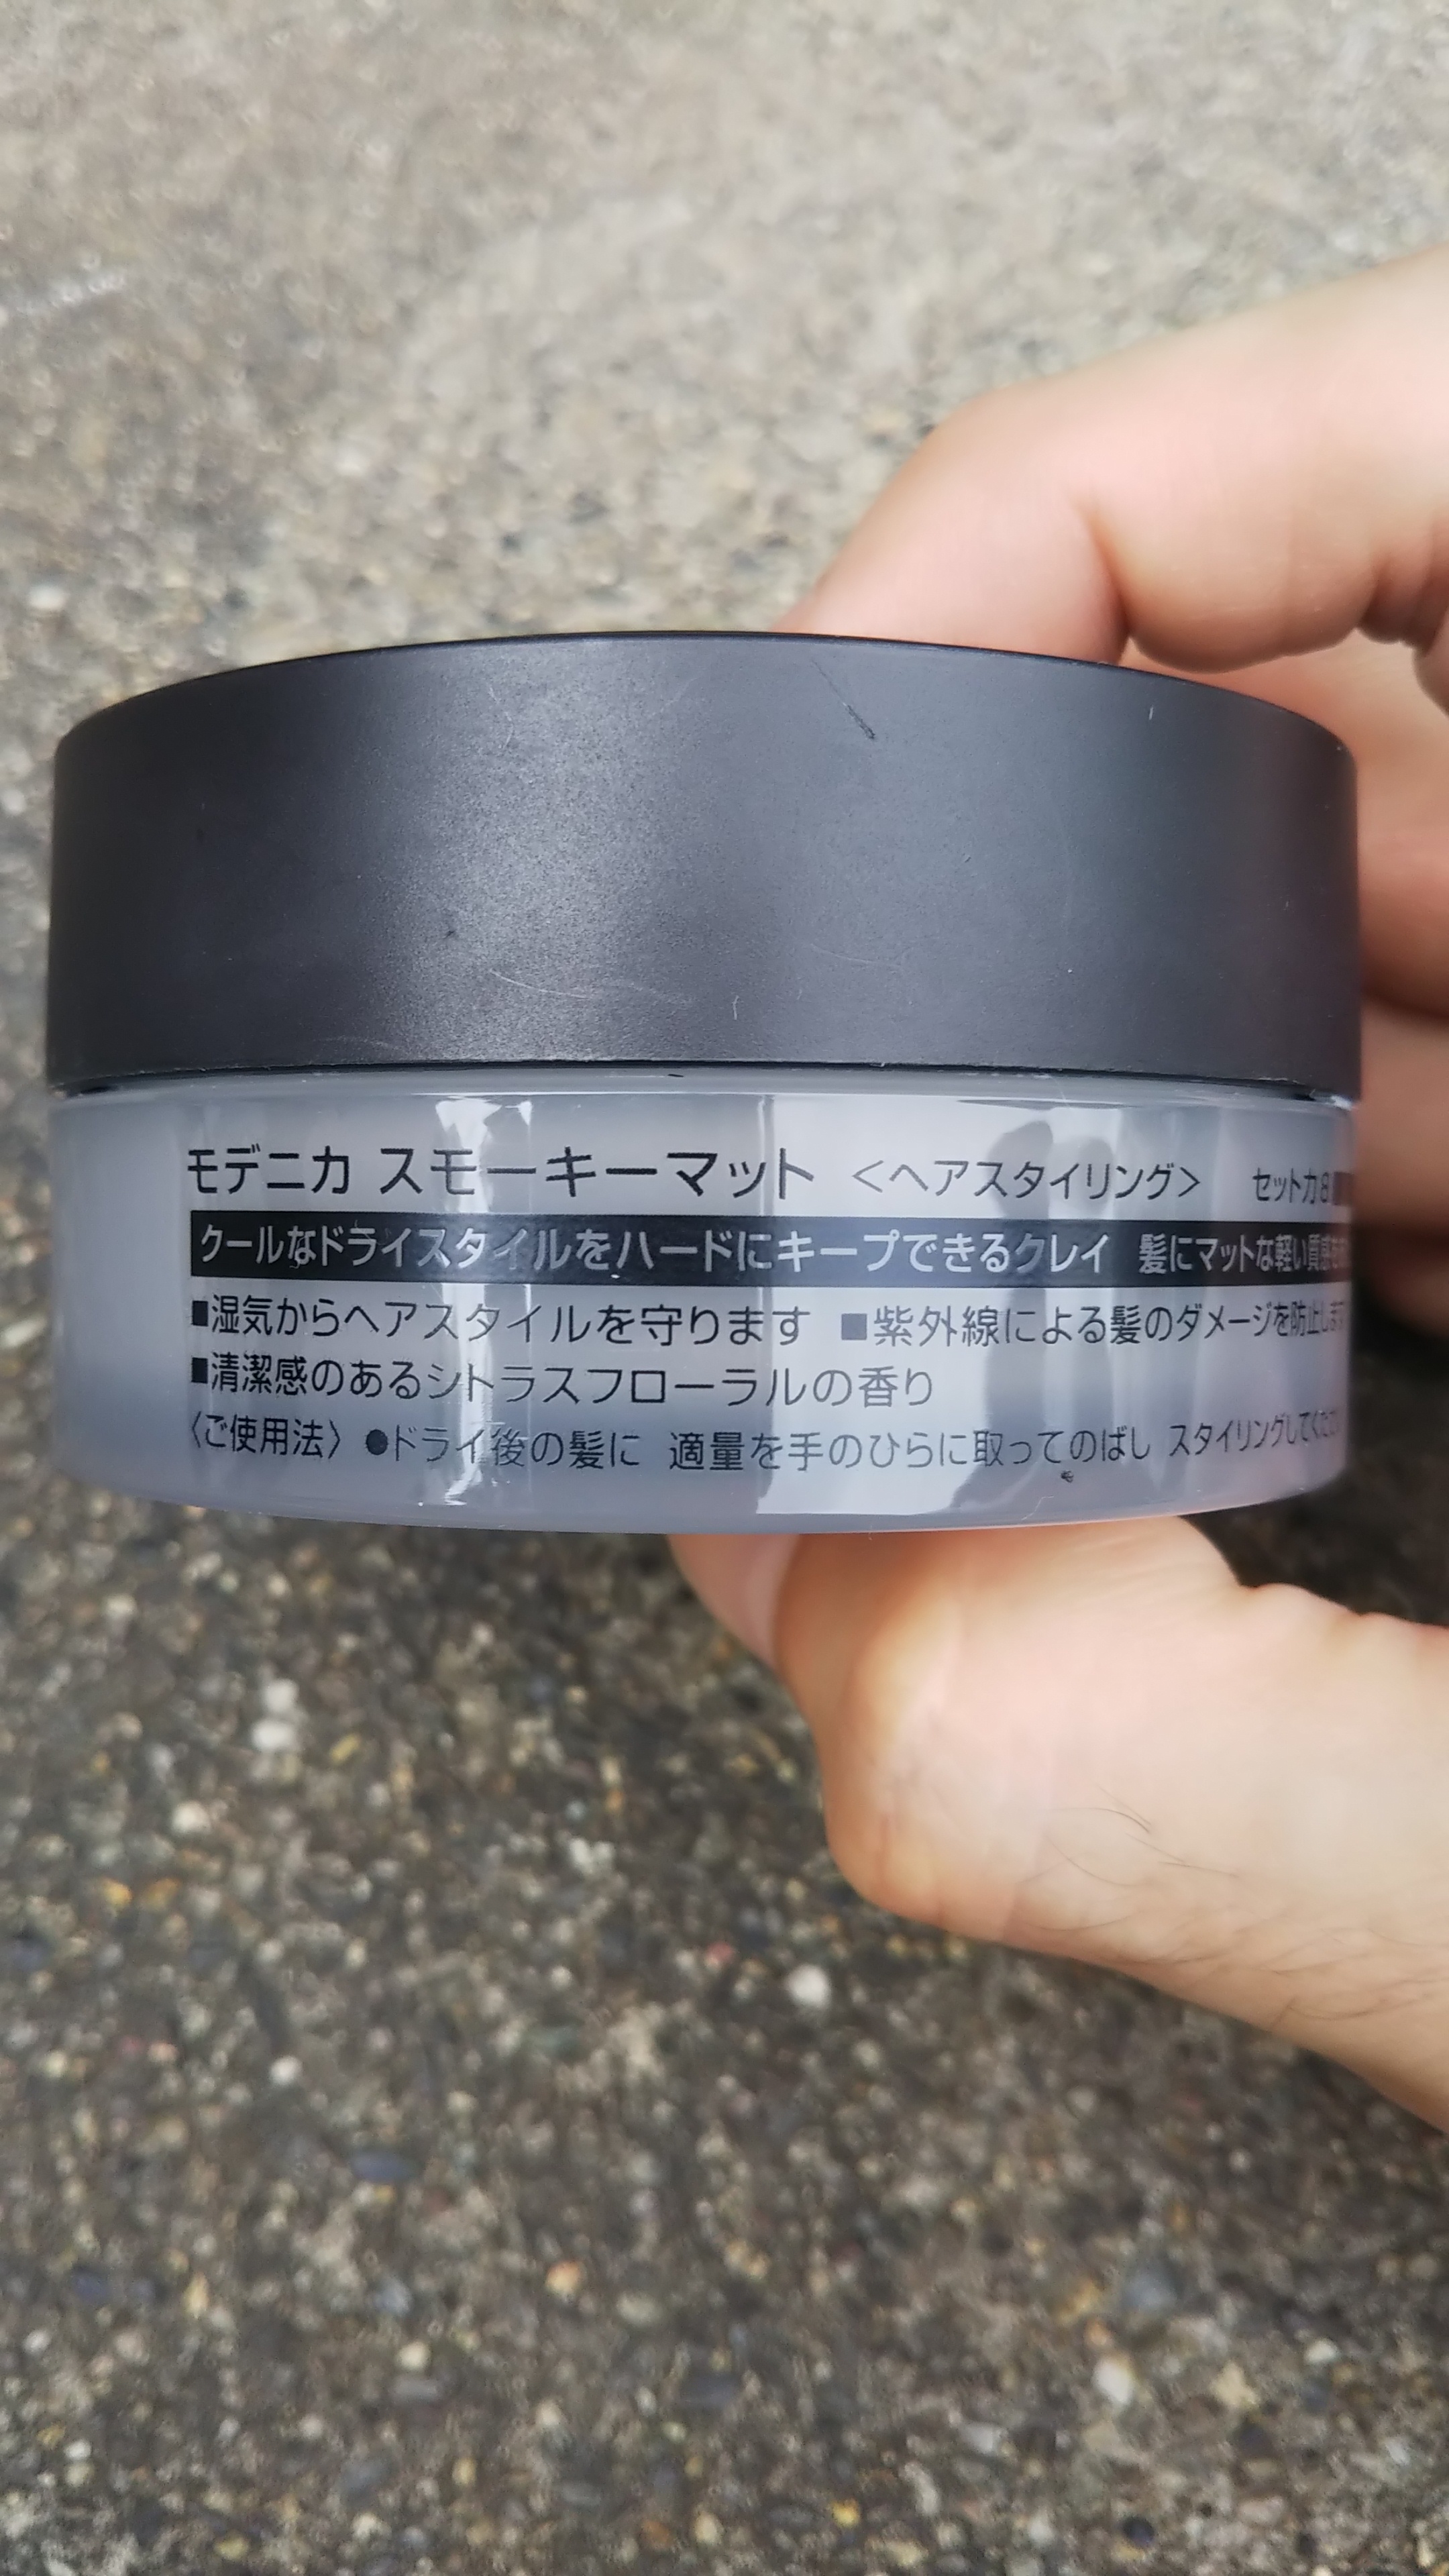 モデニカ スモーキーマット <ヘアスタイリング> セット力8
クールなドライスタイルをハードにキープできるクレイ 髪にマットな軽い質感を
■湿気からヘアスタイルを守ります ■紫外線による髪のダメージを防止します
■清潔感のあるシトラスフローラルの香り
〈ご使用法〉●ドライ後の髪に 適量を手のひらに取ってのばし スタイリングしてくだ